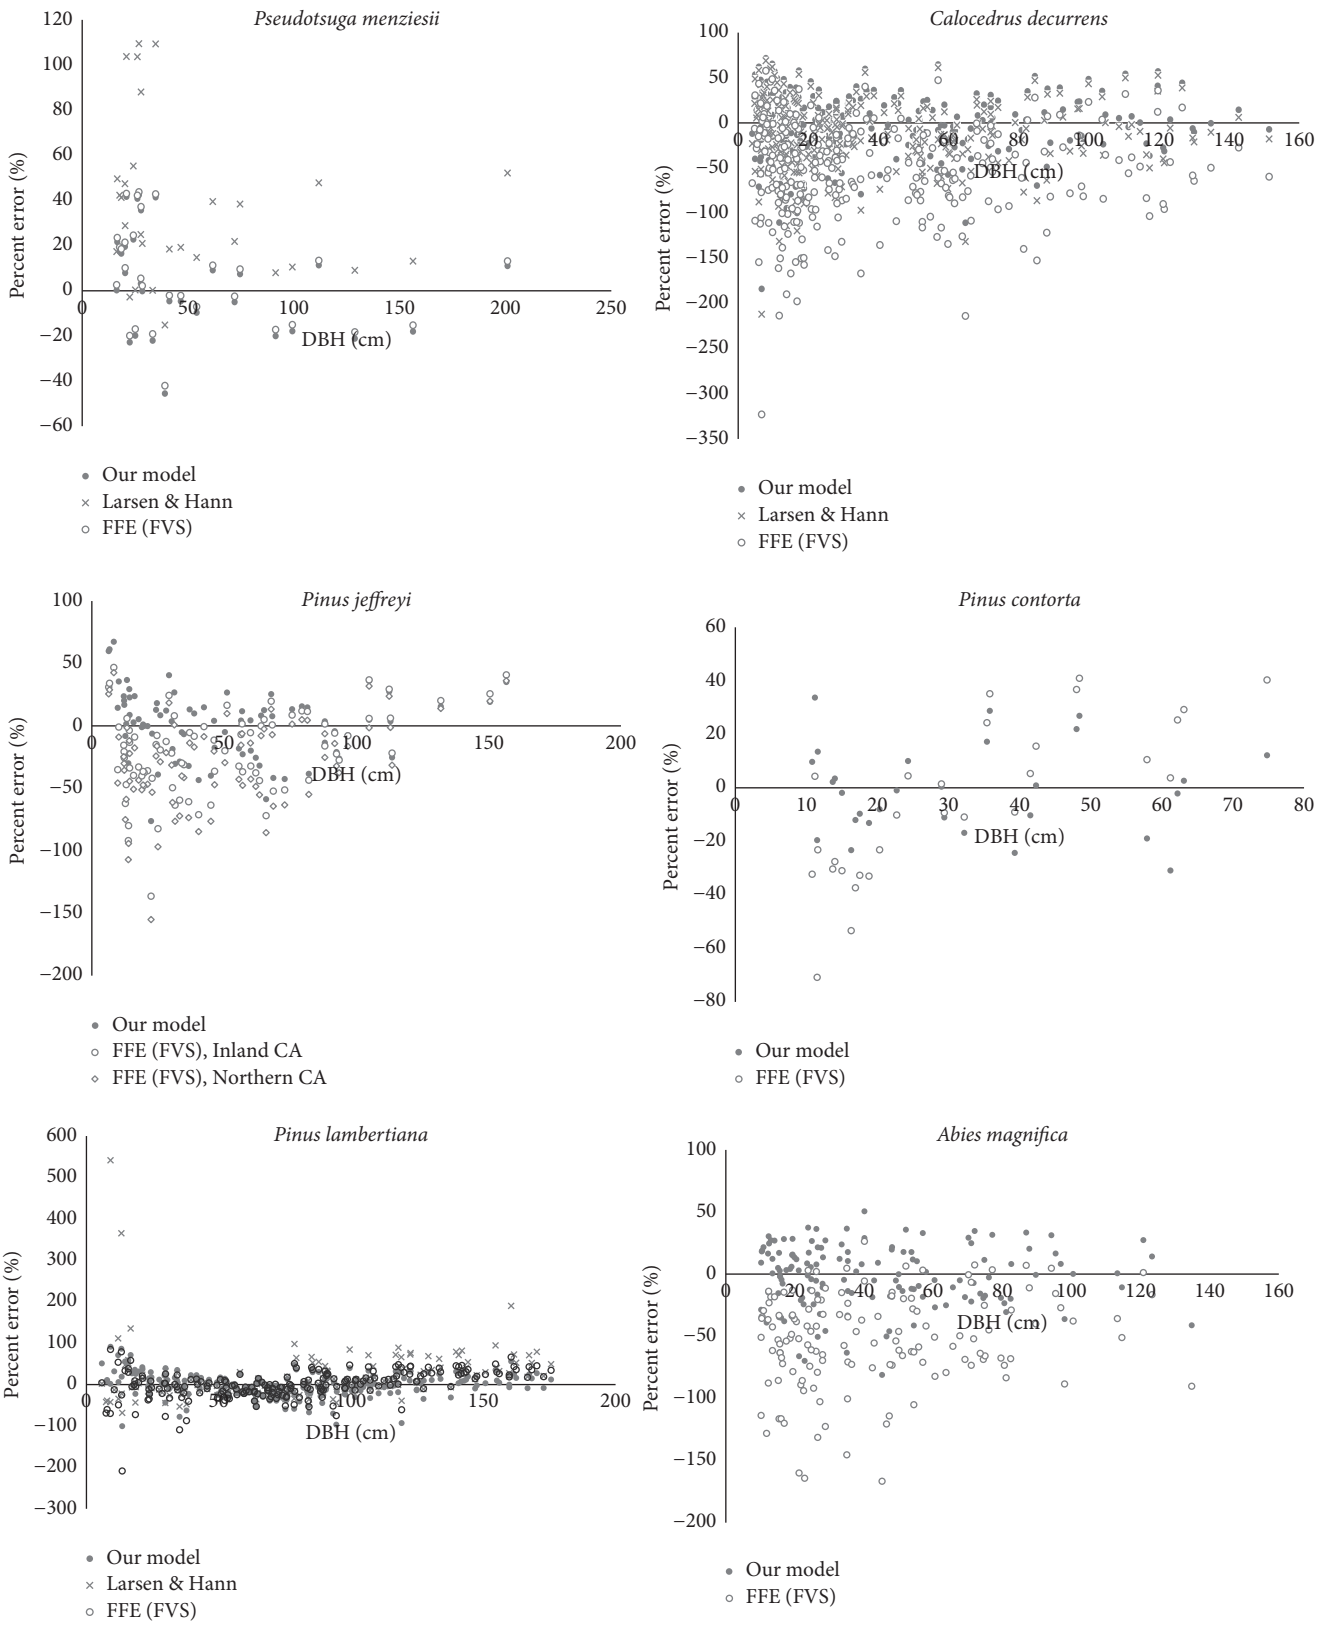 Pseudotsuga menziesii
120
100
80
60
40
20
0
−20
−40
−60
Percent error (%)
0 50 100 150 200 250
DBH (cm)
Our model
Larsen & Hann
FFE (FVS)
Calocedrus decurrens
100
50
0
−50
−100
−150
−200
−250
−300
−350
Percent error (%)
0 20 40 60 80 100 120 140 160
DBH (cm)
Our model
Larsen & Hann
FFE (FVS)
Pinus jeffreyi
100
50
0
−50
−100
−150
−200
Percent error (%)
0 50 100 150 200
DBH (cm)
Our model
FFE (FVS), Inland CA
FFE (FVS), Northern CA
Pinus contorta
60
40
20
0
−20
−40
−60
−80
Percent error (%)
0 10 20 30 40 50 60 70 80
DBH (cm)
Our model
FFE (FVS)
Pinus lambertiana
600
500
400
300
200
100
0
−100
−200
−300
Percent error (%)
0 50 100 150 200
DBH (cm)
Our model
Larsen & Hann
FFE (FVS)
Abies magnifica
100
50
0
−50
−100
−150
−200
Percent error (%)
0 20 40 60 80 100 120 140 160
DBH (cm)
Our model
FFE (FVS)